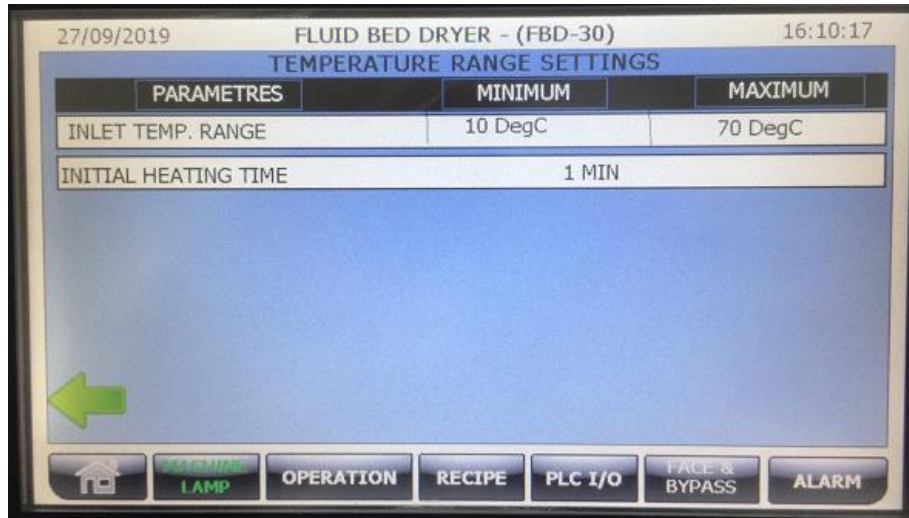 27/09/2019 FLUID BED DRYER - (FBD-30) 16:10:17
TEMPERATURE RANGE SETTINGS
PARAMETRES MINIMUM MAXIMUM
INLET TEMP. RANGE 10 DegC 70 DegC
INITIAL HEATING TIME 1 MIN
MACHINE
LAMP
OPERATION
RECIPE
PLC I/O
FACE &
BYPASS
ALARM